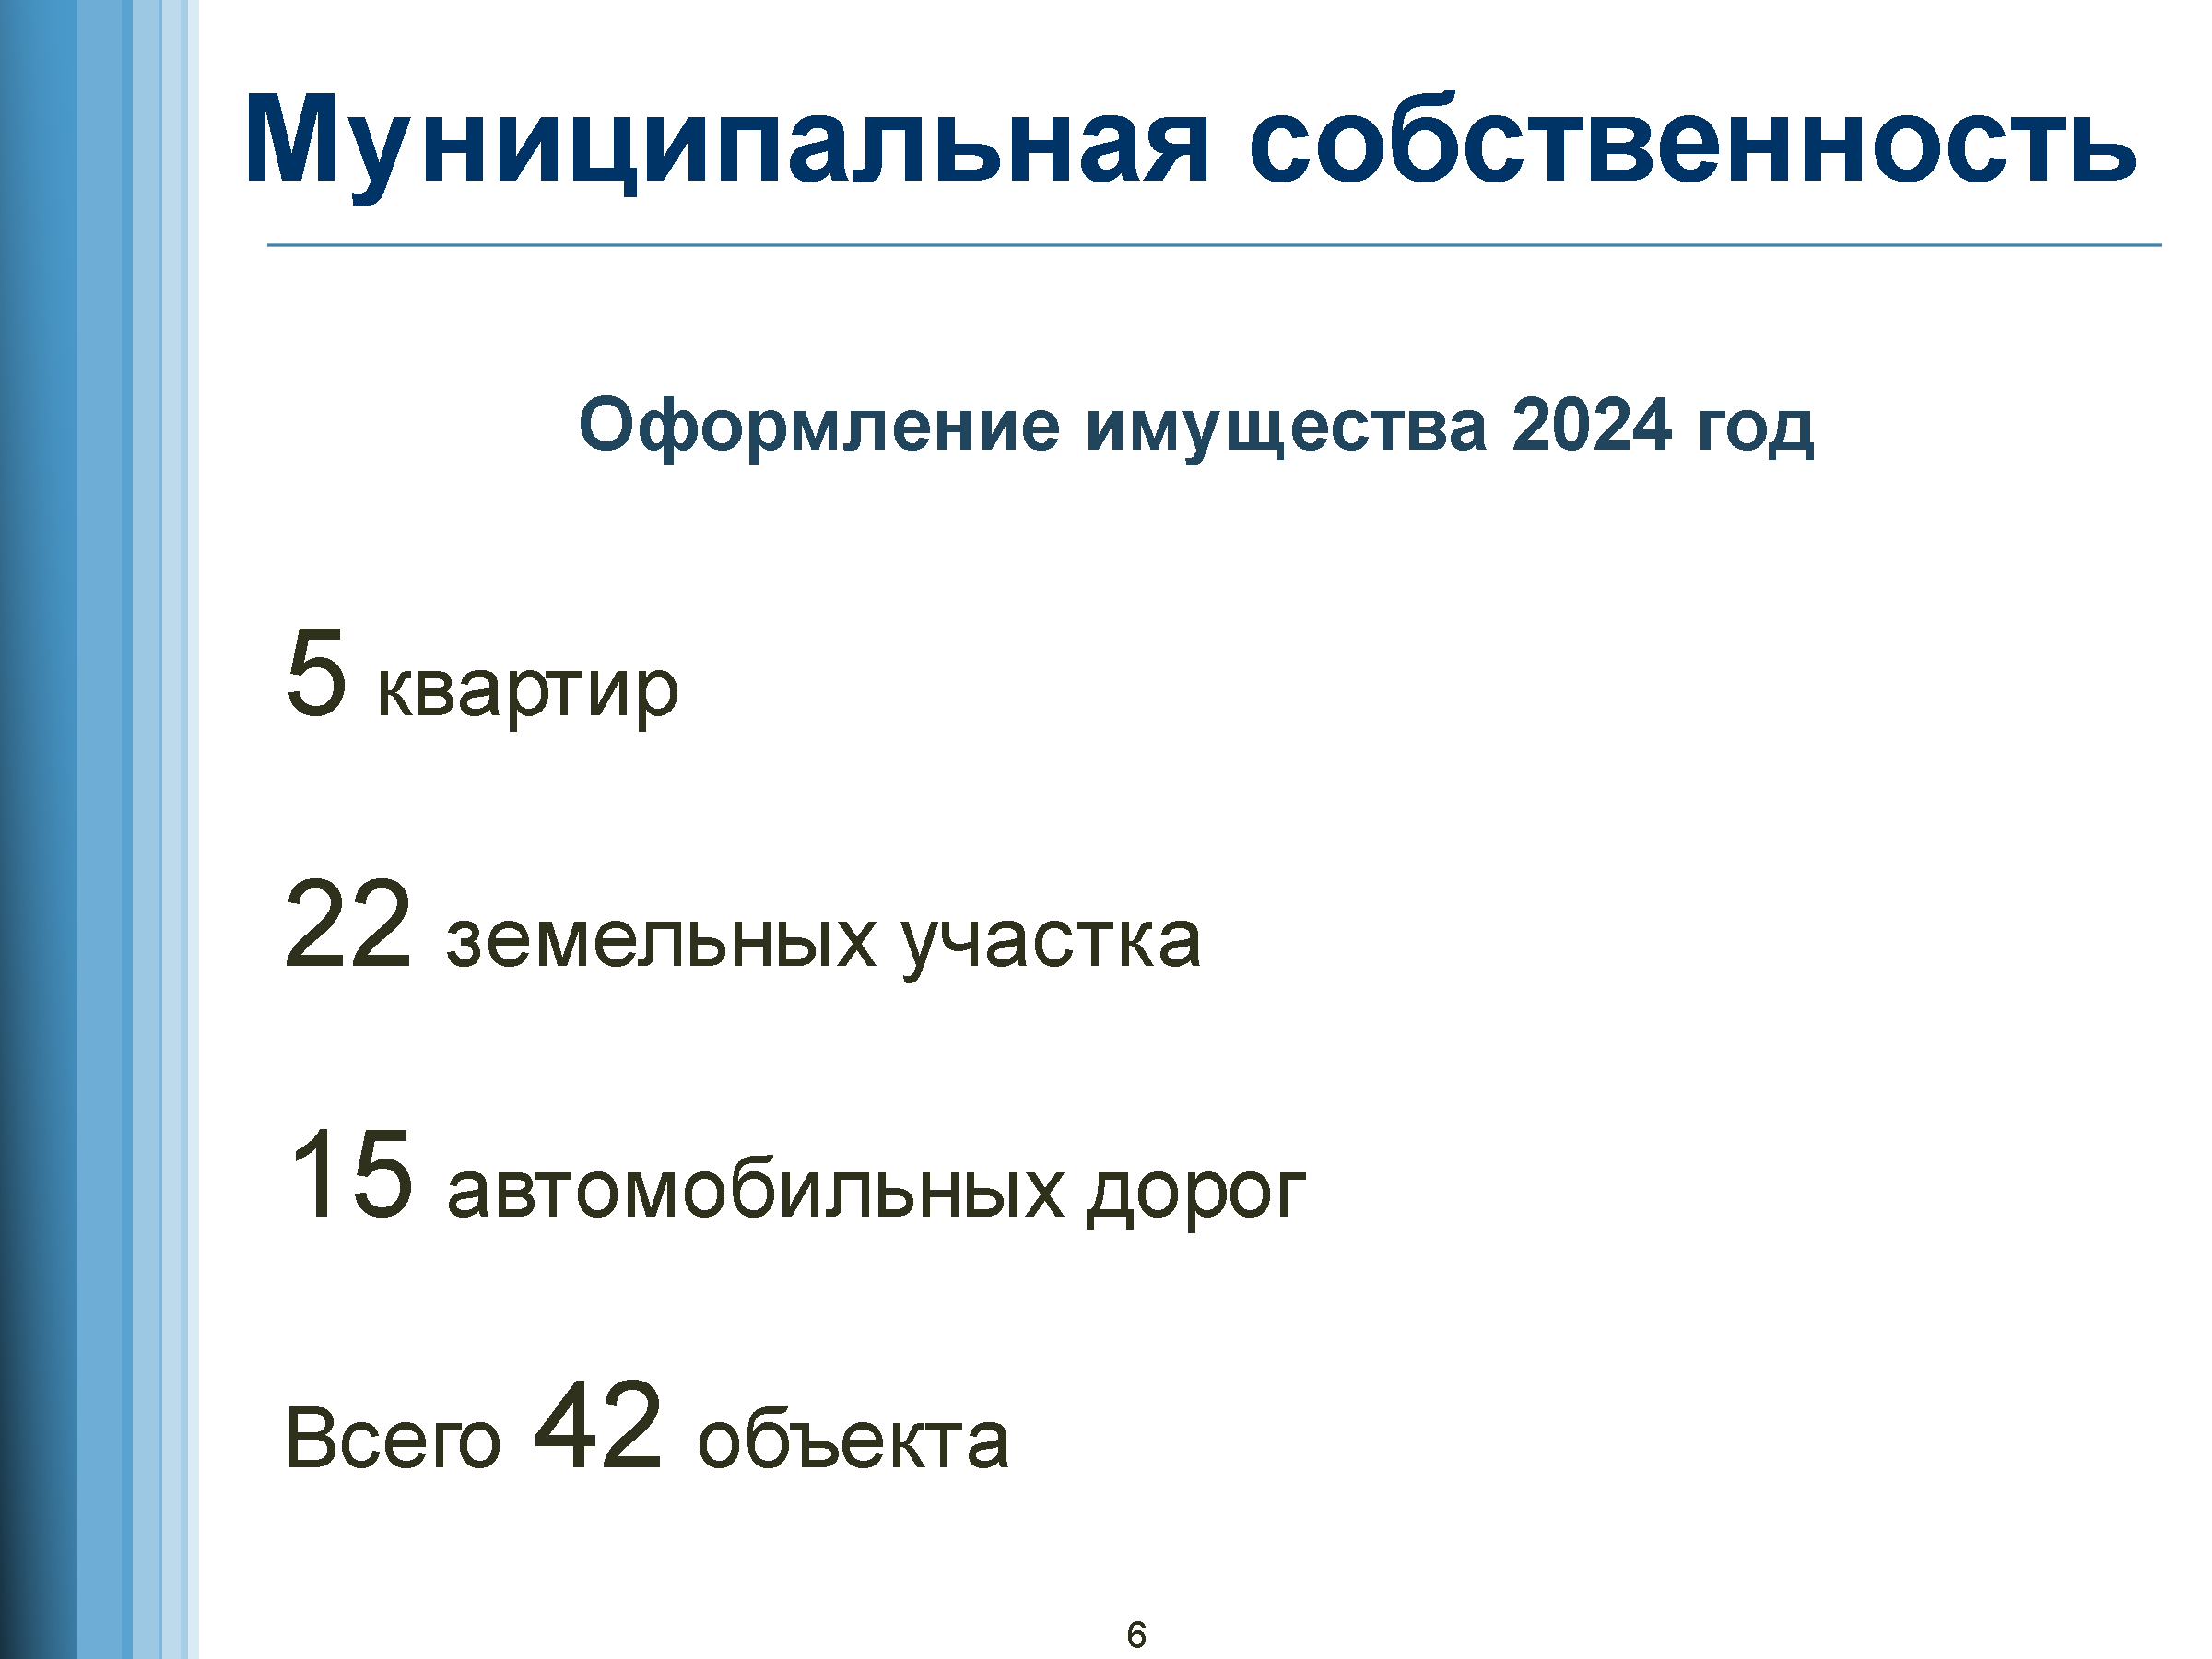 Муниципальная собственность
Оформление имущества 2024 год
5 квартир
22 земельных участка
15 автомобильных дорог
Всего 42 объекта
6